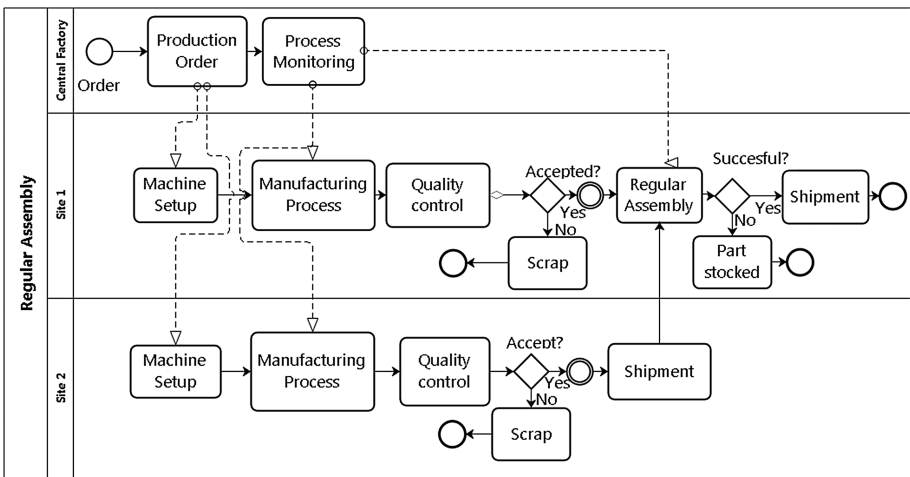 Regular Assembly
Central Factory
Order
Production
Order
Process
Monitoring
Site 1
Machine
Setup
Manufacturing
Process
Quality
control
Accepted?
Yes
No
Scrap
Regular
Assembly
Succesful?
Yes
No
Shipment
Part
stocked
Site 2
Machine
Setup
Manufacturing
Process
Quality
control
Accept?
Yes
No
Scrap
Shipment